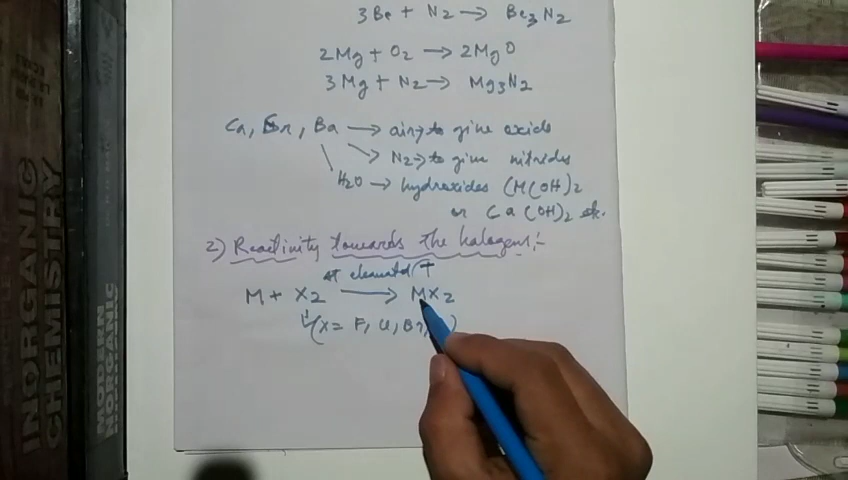 3Be + N2 → Be3N2
2Mg + O2 → 2MgO
3Mg + N2 → Mg3N2
Ca, Sr, Ba → air → to give oxide
N2 → to give nitrides
H2O → hydroxides (M(OH)2
or Ca(OH)2 etc.
2) Reactivity towards the halogens:-
at elevated T
M + X2 → MX2
(X = F, Cl, Br,
INORGANIC
CHEMISTRY
MODERN
INORGANIC